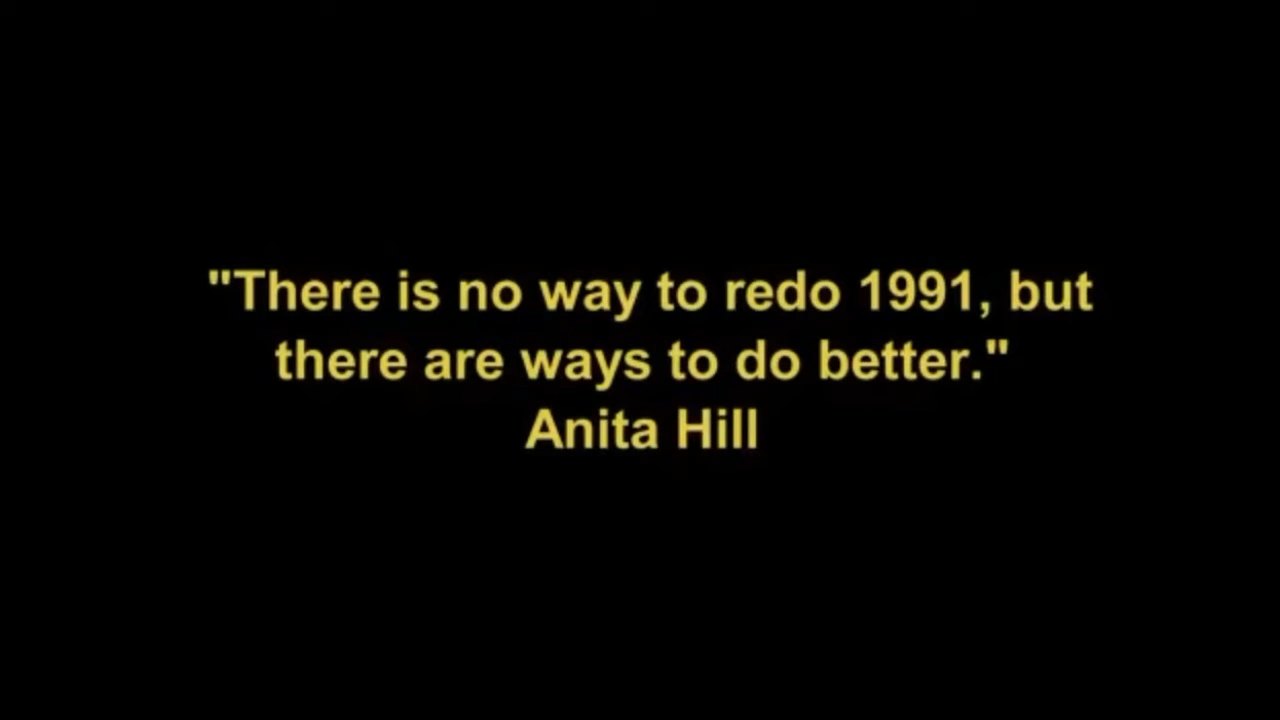 "There is no way to redo 1991, but
there are ways to do better."
Anita Hill